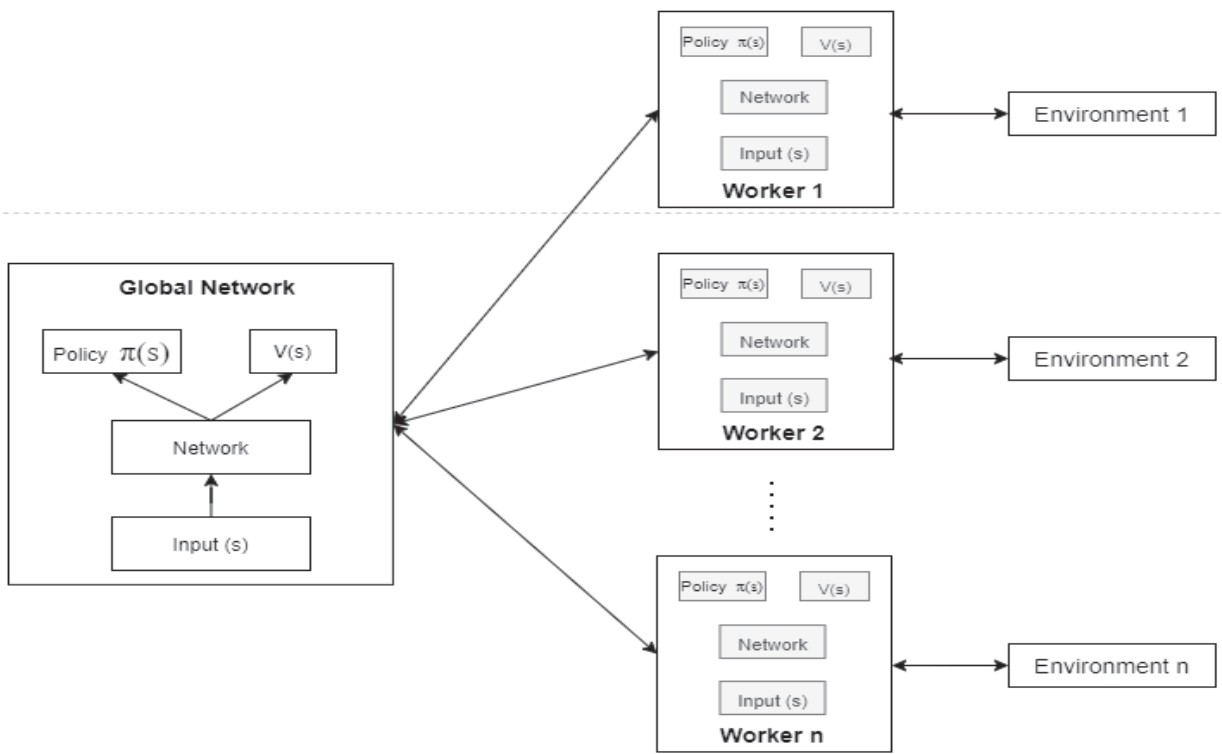 Policy π(s)
V(s)
Network
Input (s)
Worker 1
Environment 1
Global Network
Policy π(s)
V(s)
Network
Input (s)
Policy π(s)
V(s)
Network
Input (s)
Worker 2
Environment 2
Policy π(s)
V(s)
Network
Input (s)
Worker n
Environment n